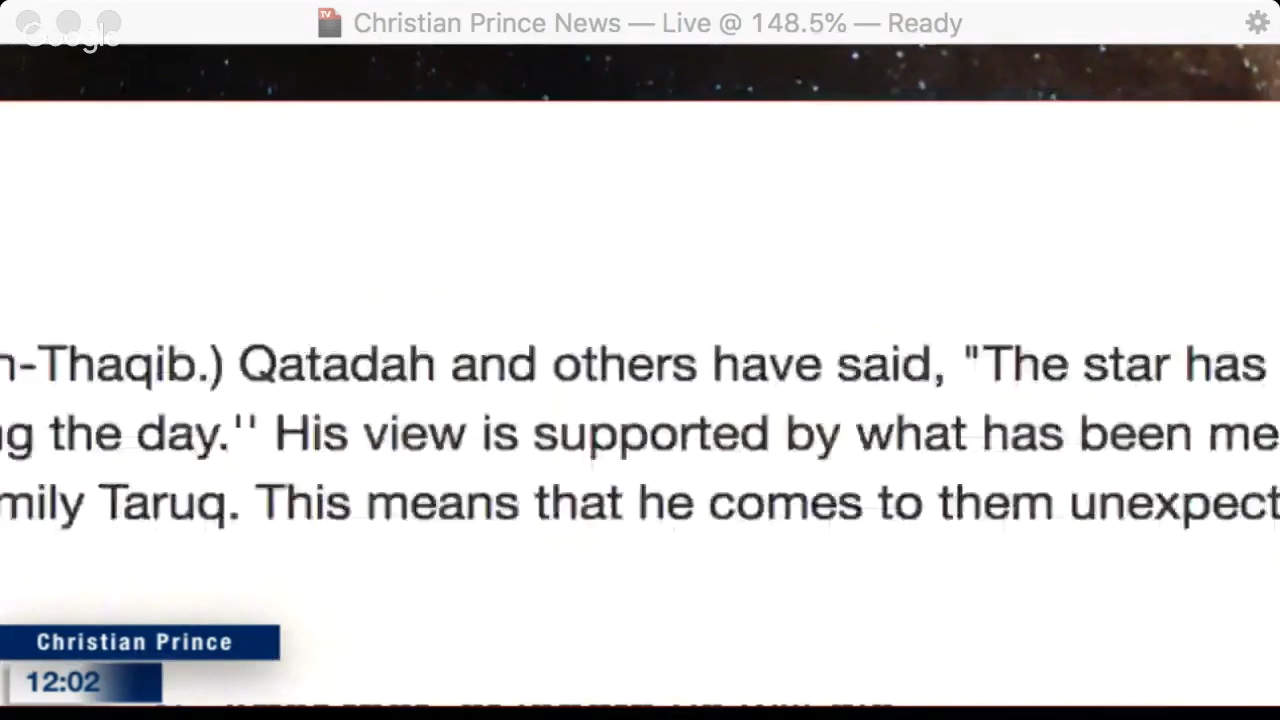 Christian Prince News — Live @ 148.5% — Ready
Google
n-Thaqib.) Qatadah and others have said, "The star has
ng the day.'' His view is supported by what has been me
mily Taruq. This means that he comes to them unexpect
Christian Prince
12:02